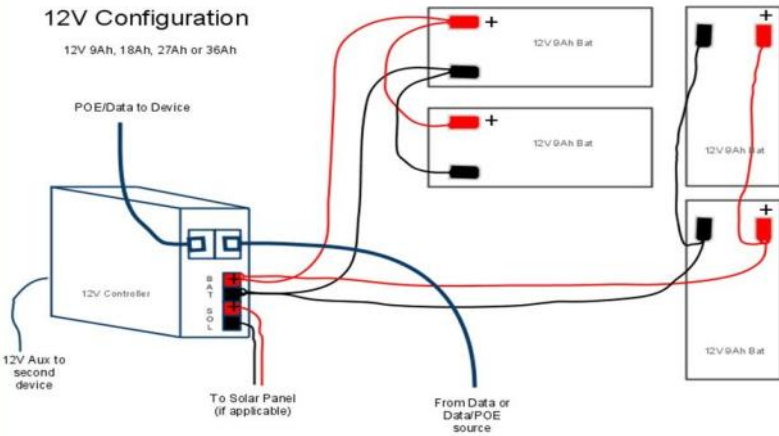 12V Configuration
12V 9Ah, 18Ah, 27Ah or 36Ah
POE/Data to Device
+
12V 9Ah Bat
+
12V 9Ah Bat
+
12V 9Ah Bat
+
12V 9Ah Bat
12V Controller
+
B
A
T
+
S
O
L
12V Aux to
second
device
To Solar Panel
(if applicable)
From Data or
Data/POE
source